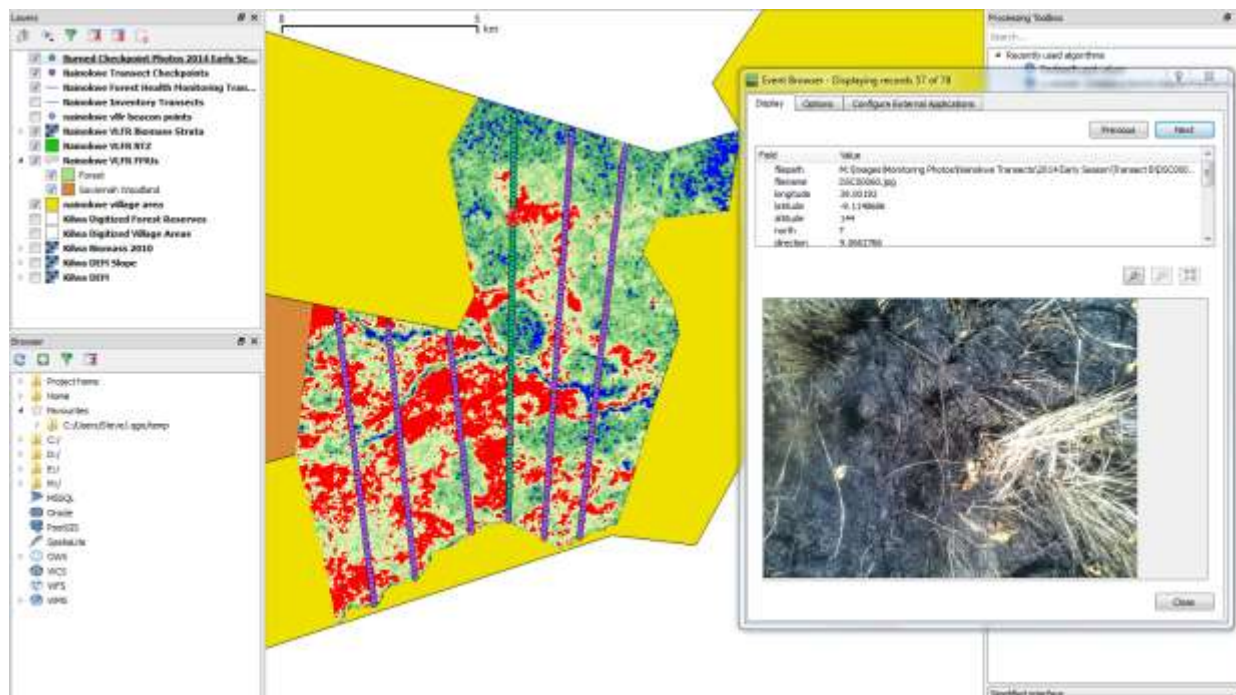 Layers
Burned Checkpoint Photos 2014 Early Se...
Nainokwe Transect Checkpoints
Nainokwe Forest Health Monitoring Tran...
Nainokwe Inventory Transects
nainokwe vlfr beacon points
Nainokwe VLFR Biomass Strata
Nainokwe VLFR NTZ
Nainokwe VLFR FMUs
Forest
Savannah Woodland
nainokwe village area
Kilwa Digitized Forest Reserves
Kilwa Digitized Village Areas
Kilwa Biomass 2010
Kilwa DEM Slope
Kilwa DEM
Browser
Project home
Home
Favourites
C:/
D:/
E:/
M:/
MSSQL
Oracle
PostGIS
SpatiaLite
OWS
WCS
WFS
WMS
0 5
km
Processing Toolbox
Search...
Recently used algorithms
Event Browser - Displaying records 57 of 78
Display Options Configure External Applications
Previous Next
Field Value
filepath
filename DSC00060.jpg
longitude
latitude
altitude 144
north T
direction
Close
Simplified interface